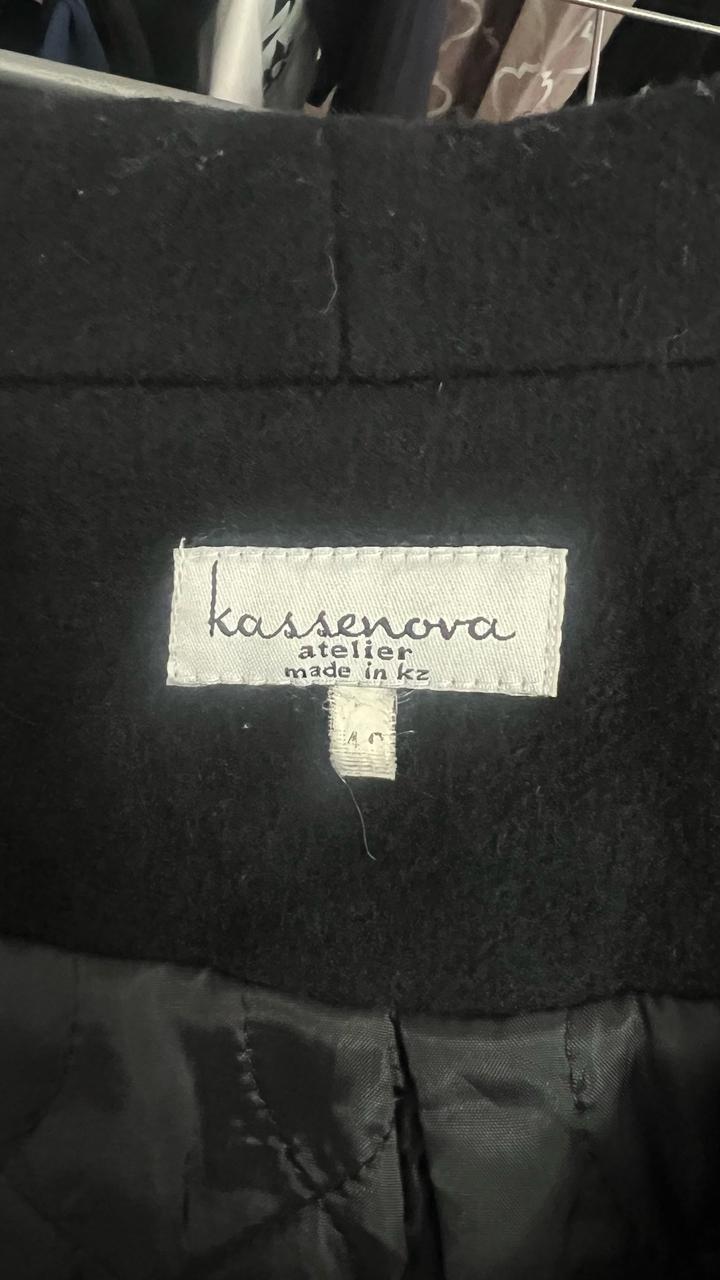 kassenova
atelier
made in kz